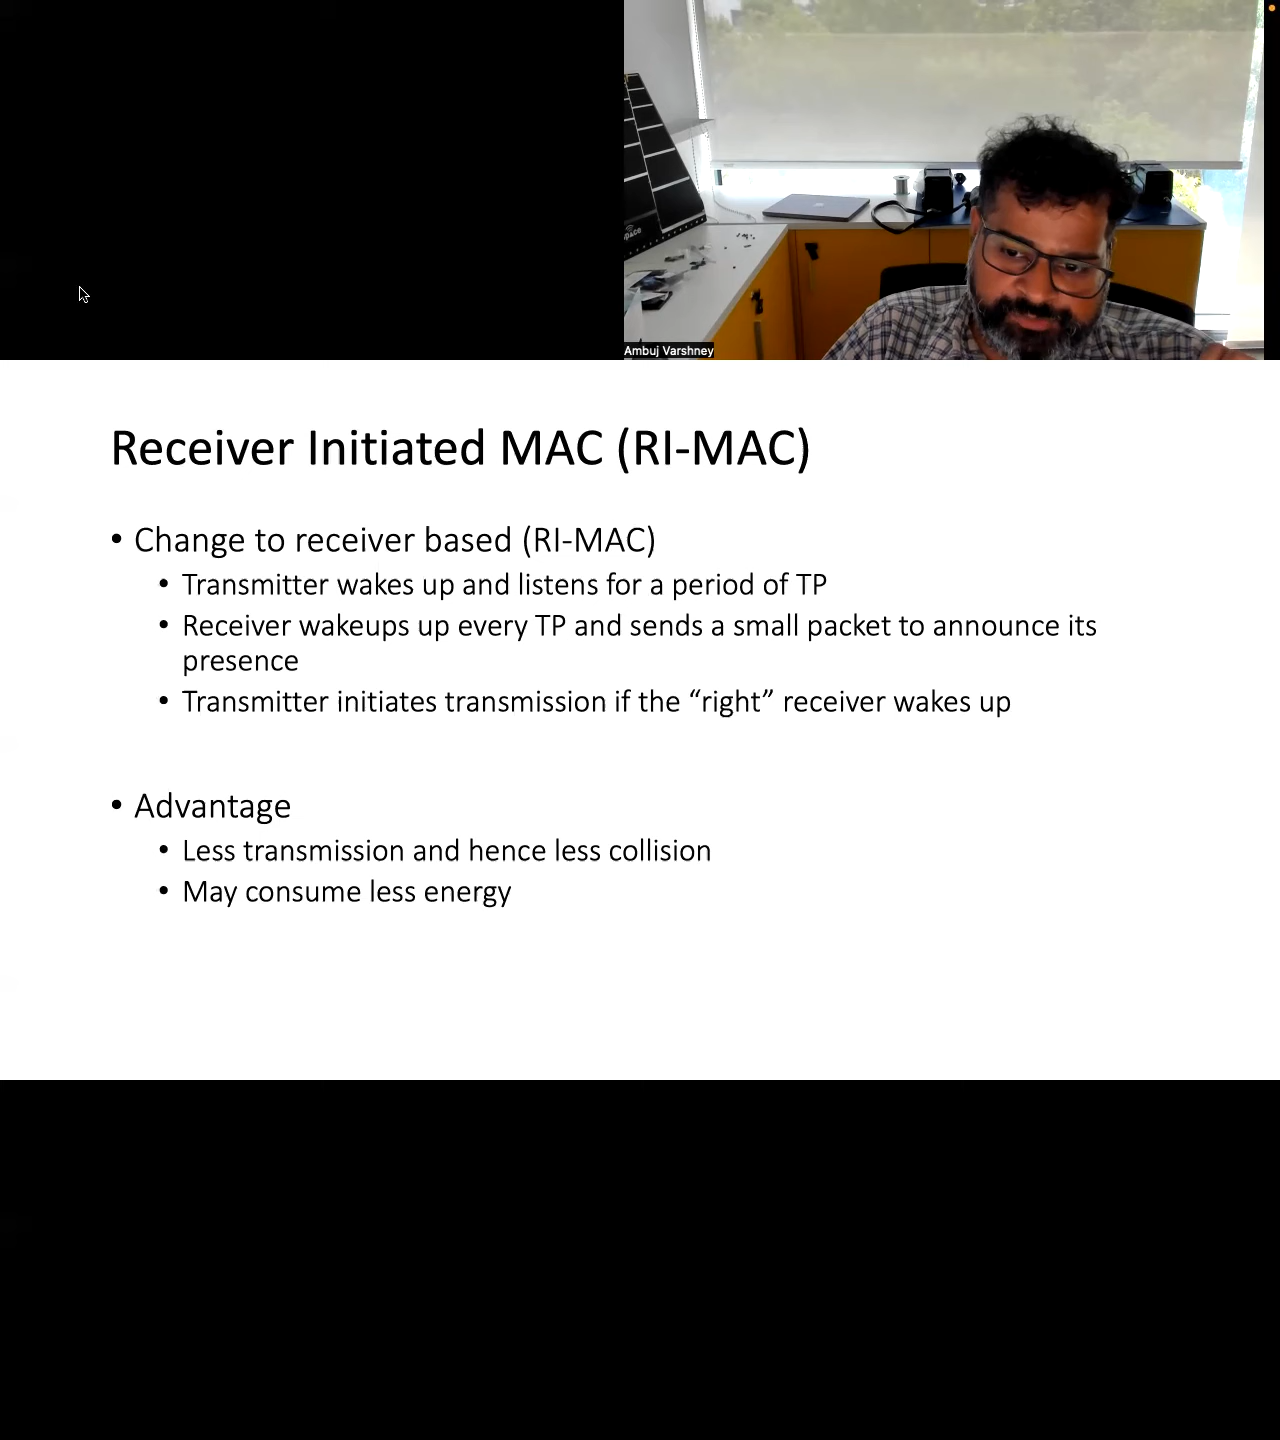 space
Ambuj Varshney
Receiver Initiated MAC (RI-MAC)
• Change to receiver based (RI-MAC)
• Transmitter wakes up and listens for a period of TP
• Receiver wakeups up every TP and sends a small packet to announce its
presence
• Transmitter initiates transmission if the “right” receiver wakes up
• Advantage
• Less transmission and hence less collision
• May consume less energy